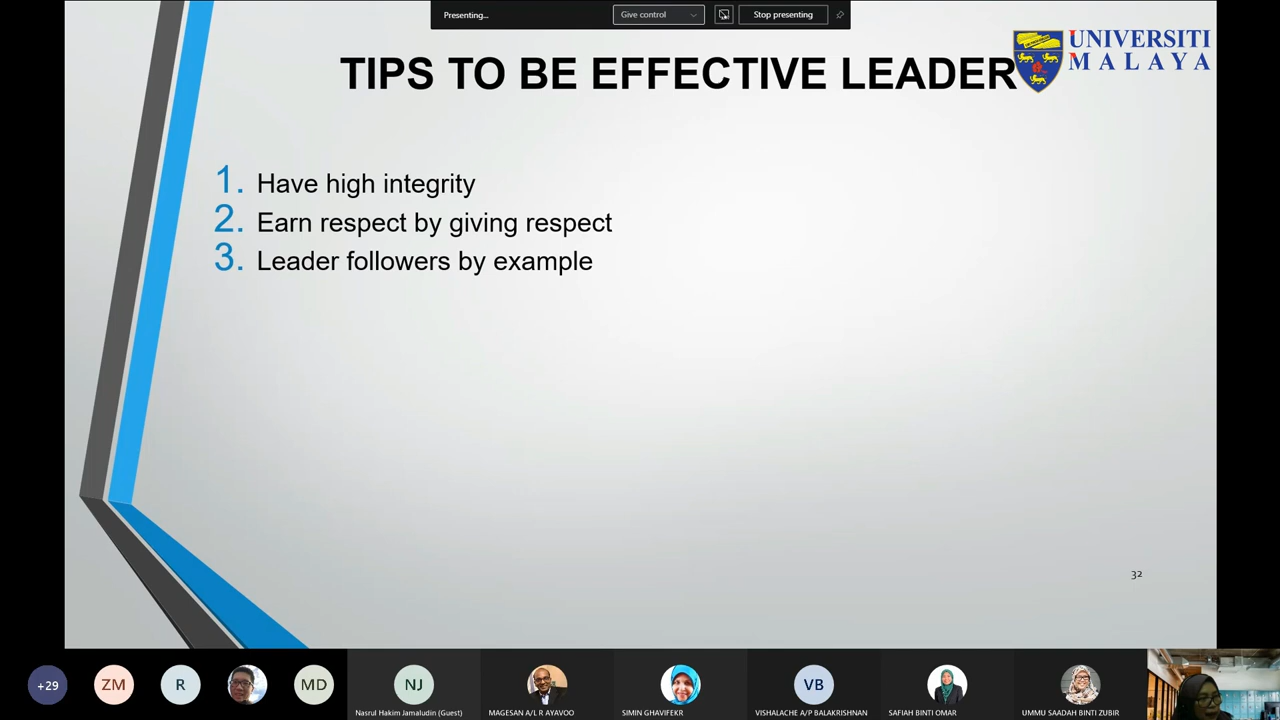 Presenting...
Give control
Stop presenting
UNIVERSITI
MALAYA
TIPS TO BE EFFECTIVE LEADER
1. Have high integrity
2. Earn respect by giving respect
3. Leader followers by example
32
+29
ZM
R
MD
NJ
VB
Nasrul Hakim Jamaludin (Guest)
MAGESAN A/L R AYAVOO
SIMIN GHAVIFEKR
VISHALACHE A/P BALAKRISHNAN
SAFIAH BINTI OMAR
UMMU SAADAH BINTI ZUBIR